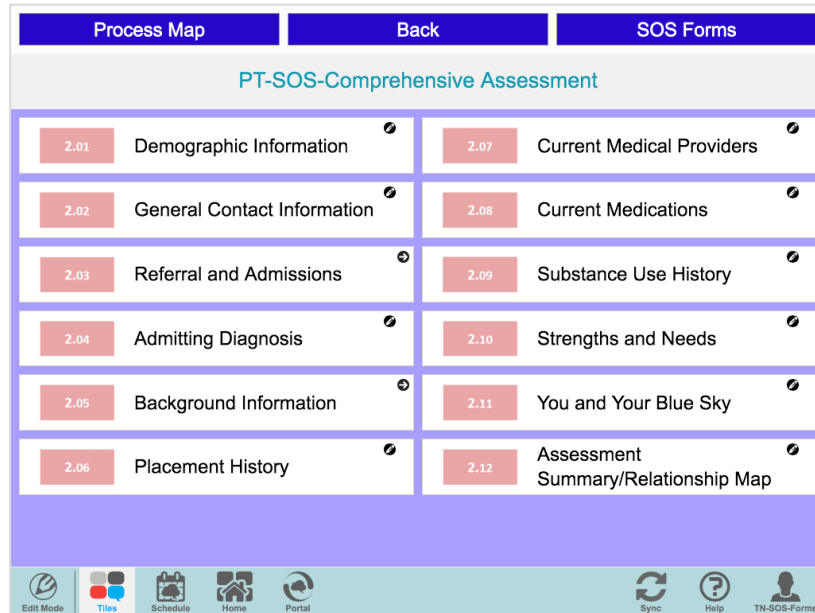 Process Map
Back
SOS Forms
PT-SOS-Comprehensive Assessment
2.01 Demographic Information
2.02 General Contact Information
2.03 Referral and Admissions
2.04 Admitting Diagnosis
2.05 Background Information
2.06 Placement History
2.07 Current Medical Providers
2.08 Current Medications
2.09 Substance Use History
2.10 Strengths and Needs
2.11 You and Your Blue Sky
2.12 Assessment
Summary/Relationship Map
Edit Mode
Tiles
Schedule
Home
Portal
Sync
Help
TN-SOS-Forms